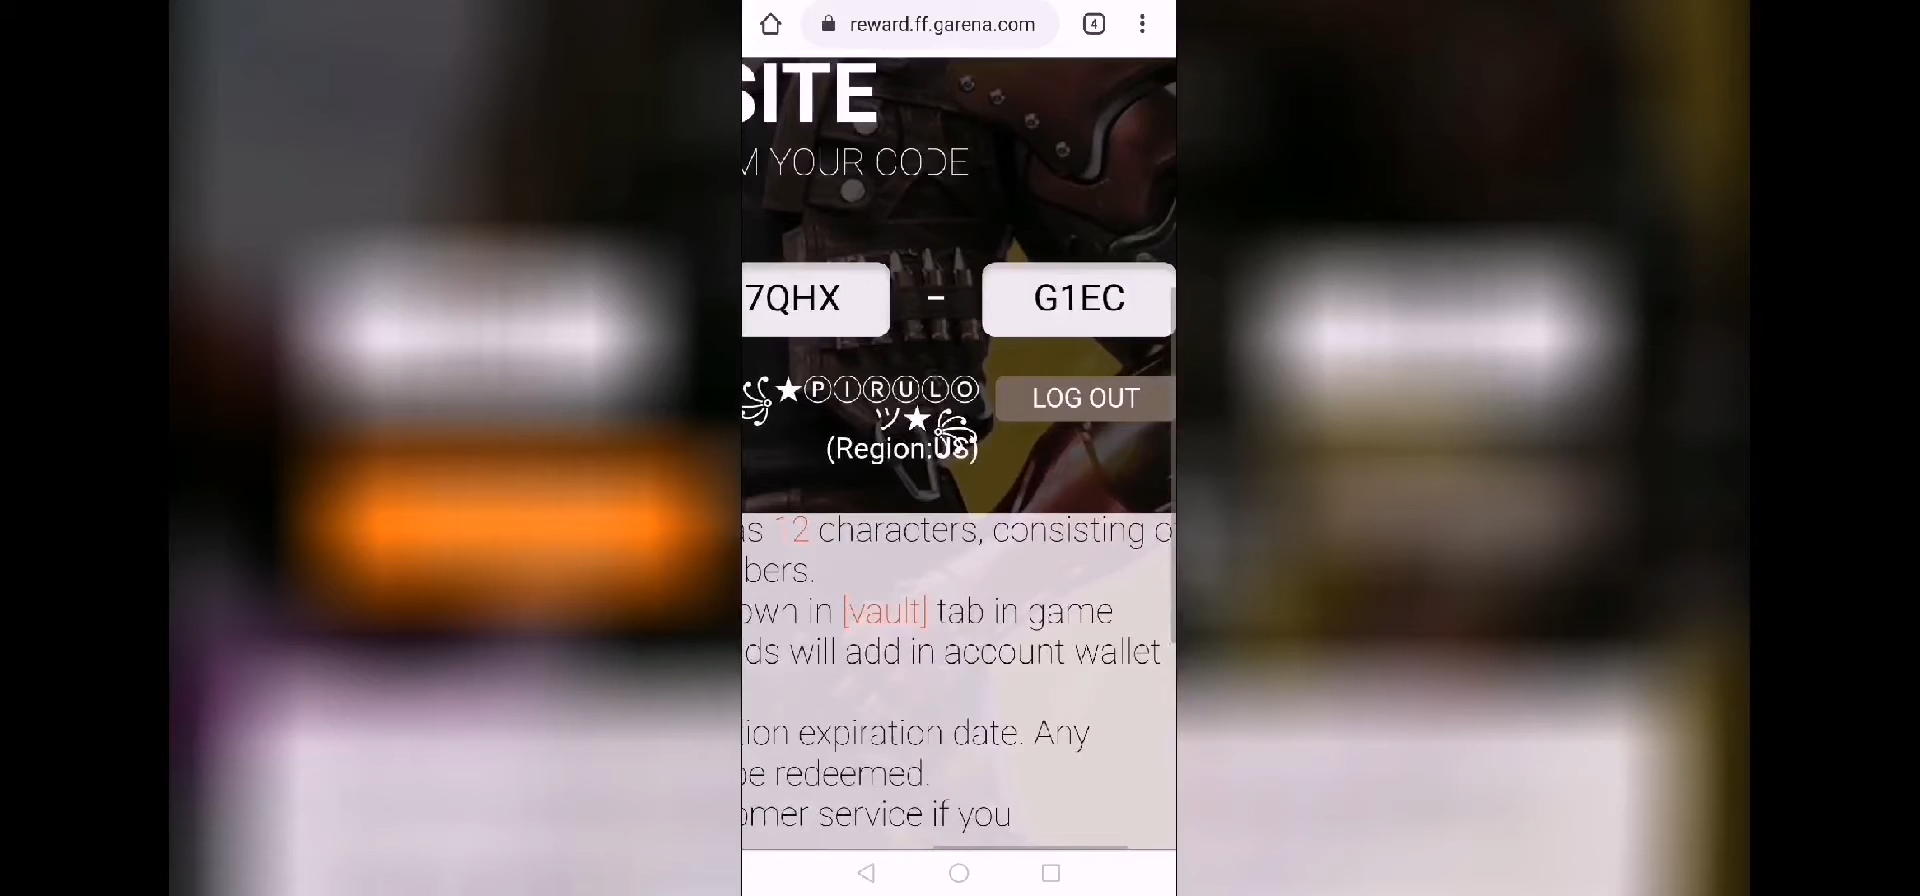 reward.ff.garena.com
4
SITE
M YOUR CODE
7QHX - G1EC
★ⓅⒾⓇⓊⓁⓄ
ツ★
(Region:US)
LOG OUT
as 12 characters, consisting o
bers.
own in [vault] tab in game
ds will add in account wallet
ion expiration date. Any
be redeemed.
omer service if you